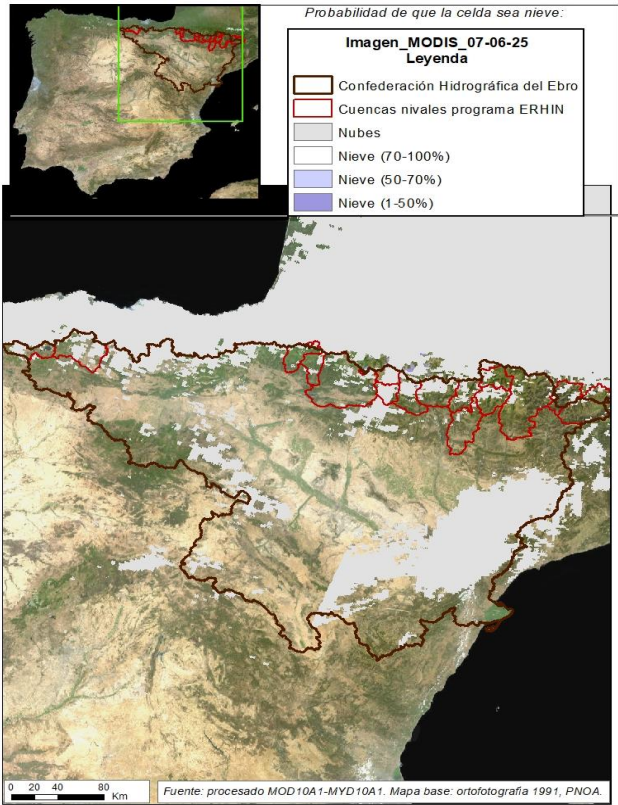 Probabilidad de que la celda sea nieve:
Imagen_MODIS_07-06-25
Leyenda
Confederación Hidrográfica del Ebro
Cuencas nivales programa ERHIN
Nubes
Nieve (70-100%)
Nieve (50-70%)
Nieve (1-50%)
0 20 40 80
Km
Fuente: procesado MOD10A1-MYD10A1. Mapa base: ortofotografia 1991, PNOA.